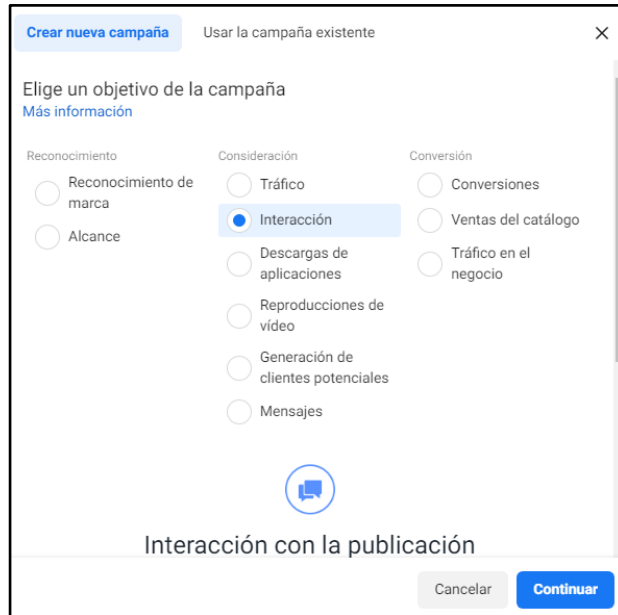 Crear nueva campaña
Usar la campaña existente
Elige un objetivo de la campaña
Más información
Reconocimiento
Reconocimiento de
marca
Alcance
Consideración
Tráfico
Interacción
Descargas de
aplicaciones
Reproducciones de
vídeo
Generación de
clientes potenciales
Mensajes
Conversión
Conversiones
Ventas del catálogo
Tráfico en el
negocio
Interacción con la publicación
Cancelar
Continuar